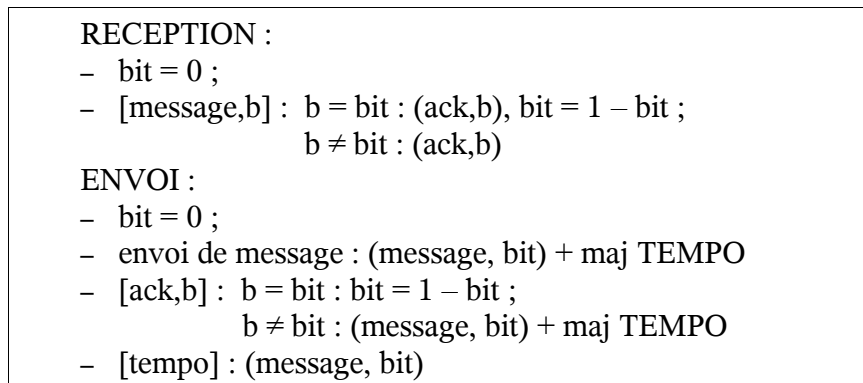 RECEPTION :
– bit = 0 ;
– [message,b] : b = bit : (ack,b), bit = 1 – bit ;
b ≠ bit : (ack,b)
ENVOI :
– bit = 0 ;
– envoi de message : (message, bit) + maj TEMPO
– [ack,b] : b = bit : bit = 1 – bit ;
b ≠ bit : (message, bit) + maj TEMPO
– [tempo] : (message, bit)